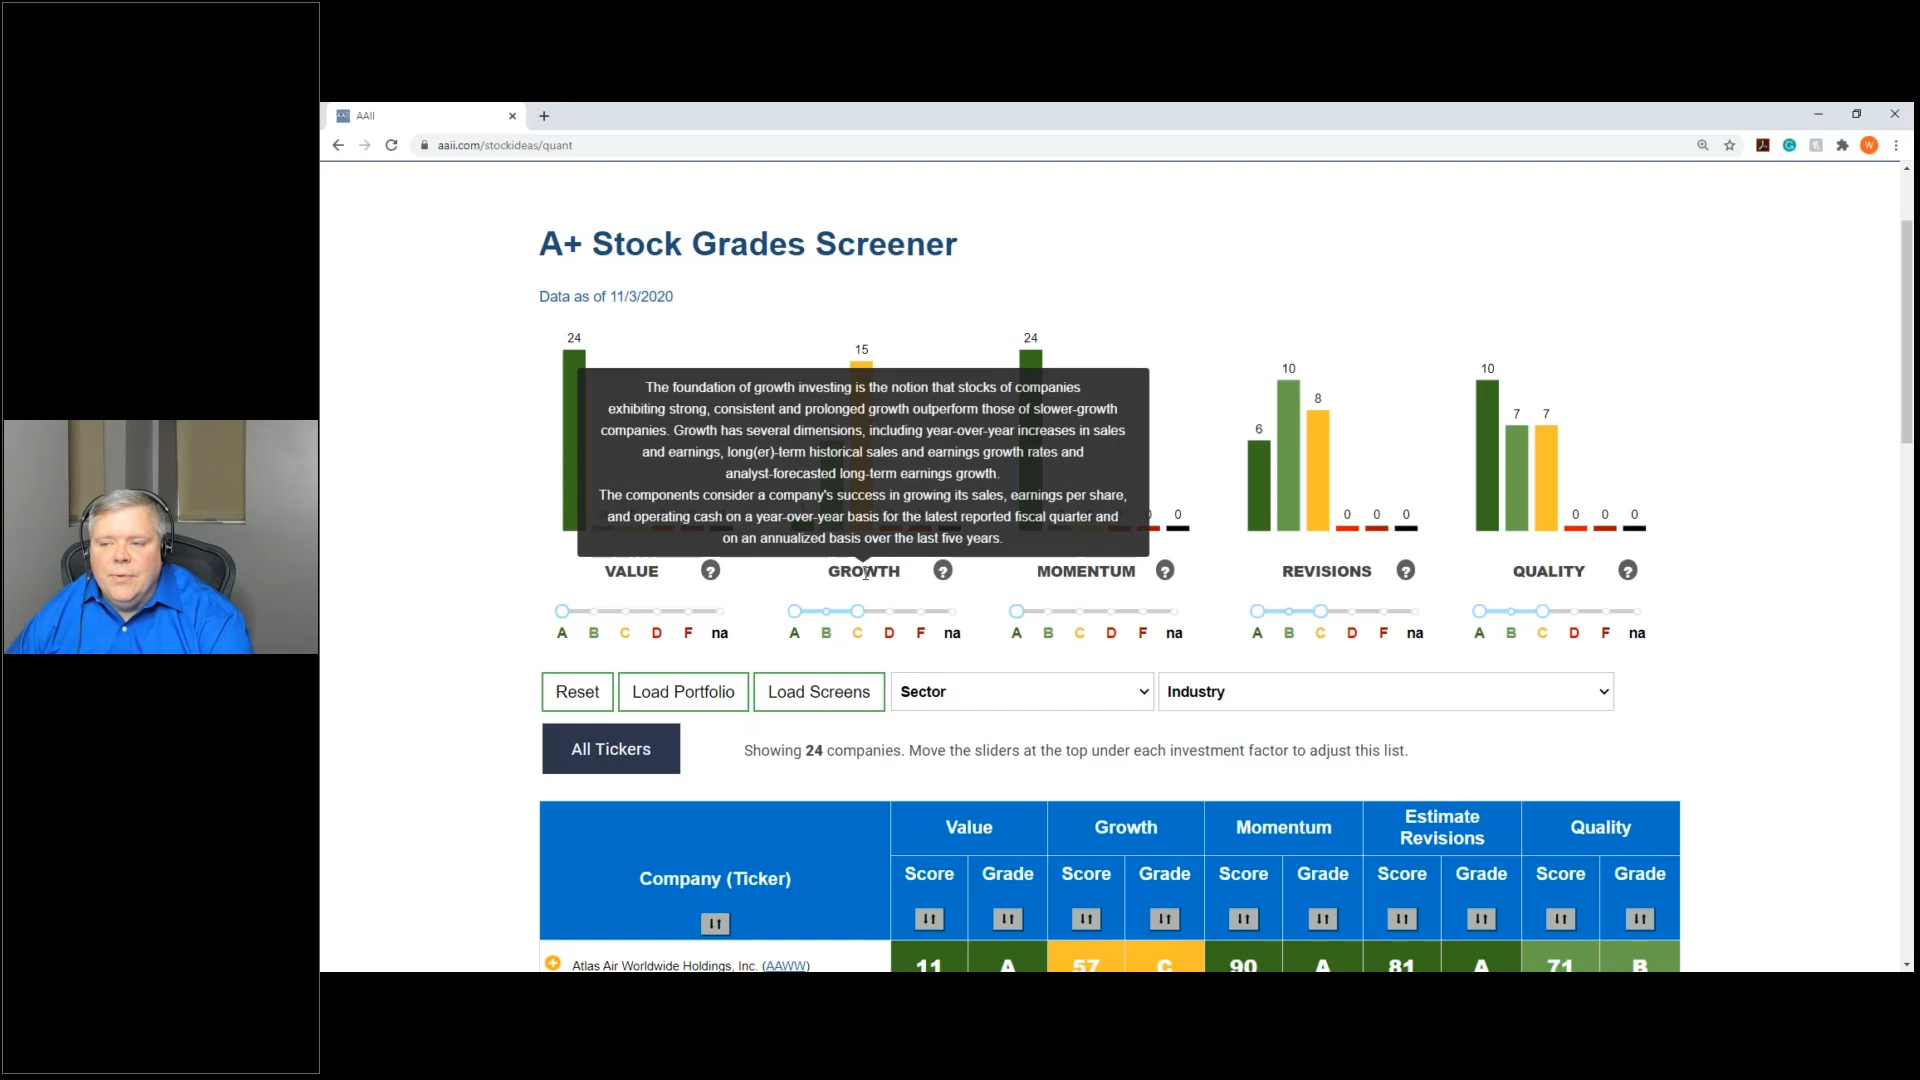 AAII
aaii.com/stockideas/quant
W
A+ Stock Grades Screener
Data as of 11/3/2020
24
15
24
10
10
8
7
7
6
0
0
0
0
0
0
0
0
The foundation of growth investing is the notion that stocks of companies
exhibiting strong, consistent and prolonged growth outperform those of slower-growth
companies. Growth has several dimensions, including year-over-year increases in sales
and earnings, long(er)-term historical sales and earnings growth rates and
analyst-forecasted long-term earnings growth.
The components consider a company's success in growing its sales, earnings per share,
and operating cash on a year-over-year basis for the latest reported fiscal quarter and
on an annualized basis over the last five years.
VALUE ? GROWTH ? MOMENTUM ? REVISIONS ? QUALITY ?
A B C D F na A B C D F na A B C D F na A B C D F na A B C D F na
Reset Load Portfolio Load Screens Sector Industry
All Tickers Showing 24 companies. Move the sliders at the top under each investment factor to adjust this list.
Company (Ticker) Value Growth Momentum Estimate Revisions Quality
Score Grade Score Grade Score Grade Score Grade Score Grade
Atlas Air Worldwide Holdings, Inc. (AAWW) 11 A 57 C 90 A 81 A 71 B